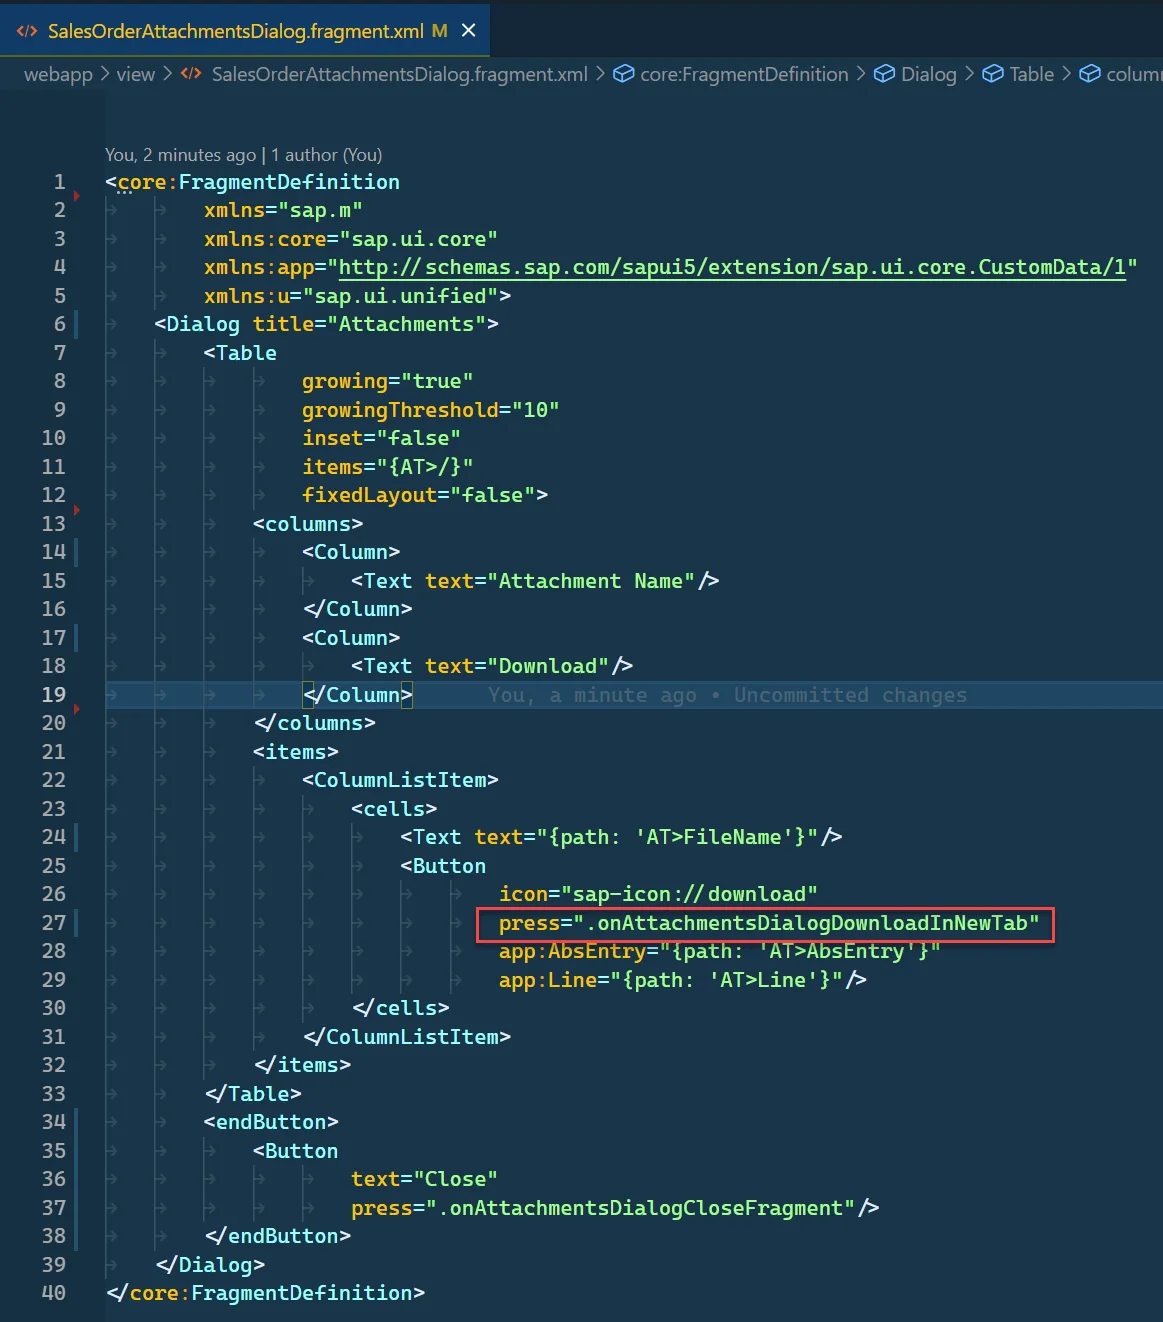 SalesOrderAttachmentsDialog.fragment.xml M
webapp > view > SalesOrderAttachmentsDialog.fragment.xml > core:FragmentDefinition > Dialog > Table > colum
You, 2 minutes ago | 1 author (You)
1 <core:FragmentDefinition
2 xmlns="sap.m"
3 xmlns:core="sap.ui.core"
4 xmlns:app="http://schemas.sap.com/sapui5/extension/sap.ui.core.CustomData/1"
5 xmlns:u="sap.ui.unified">
6 <Dialog title="Attachments">
7 <Table
8 growing="true"
9 growingThreshold="10"
10 inset="false"
11 items="{AT>/}"
12 fixedLayout="false">
13 <columns>
14 <Column>
15 <Text text="Attachment Name"/>
16 </Column>
17 <Column>
18 <Text text="Download"/>
19 </Column> You, a minute ago • Uncommitted changes
20 </columns>
21 <items>
22 <ColumnListItem>
23 <cells>
24 <Text text="{path: 'AT>FileName'}"/>
25 <Button
26 icon="sap-icon://download"
27 press=".onAttachmentsDialogDownloadInNewTab"
28 app:AbsEntry="{path: 'AT>AbsEntry'}"
29 app:Line="{path: 'AT>Line'}"/>
30 </cells>
31 </ColumnListItem>
32 </items>
33 </Table>
34 <endButton>
35 <Button
36 text="Close"
37 press=".onAttachmentsDialogCloseFragment"/>
38 </endButton>
39 </Dialog>
40 </core:FragmentDefinition>